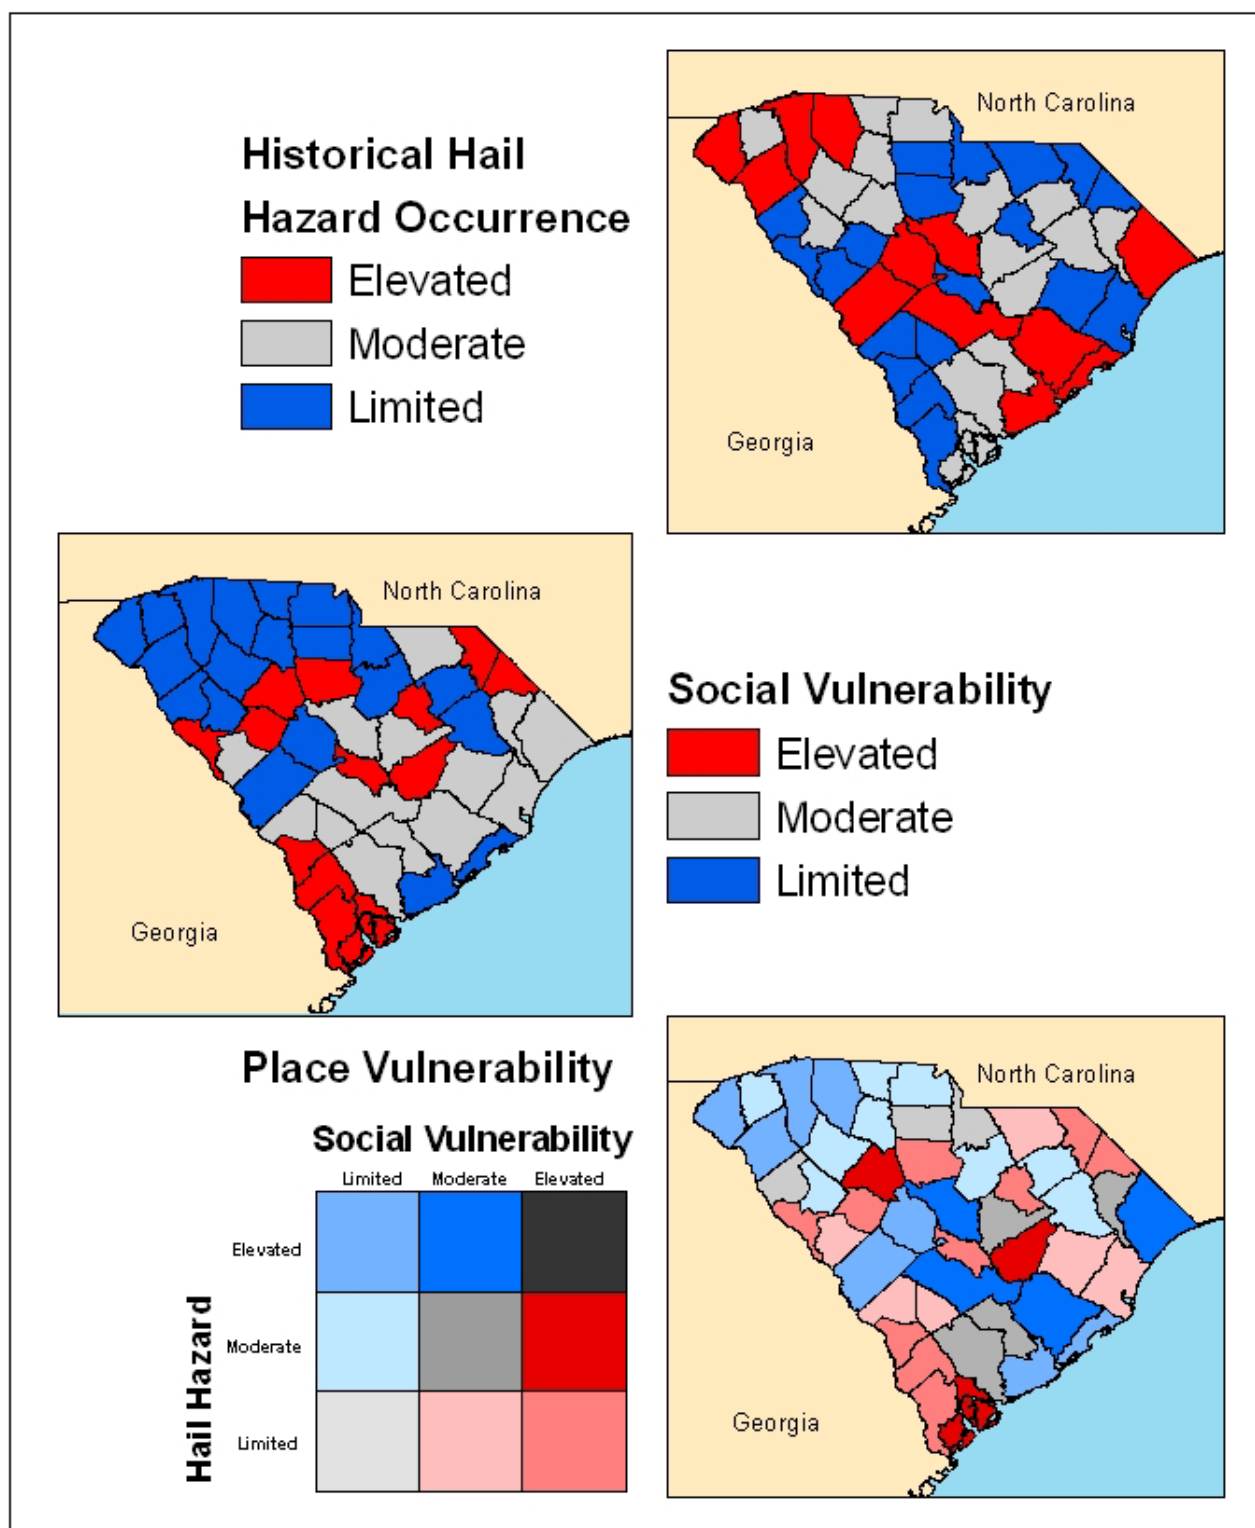 North Carolina
Historical Hail
Hazard Occurrence
Elevated
Moderate
Limited
Georgia
North Carolina
Social Vulnerability
Elevated
Moderate
Limited
Georgia
Place Vulnerability
North Carolina
Social Vulnerability
Limited Moderate Elevated
Elevated
Moderate
Limited
Hail Hazard
Georgia